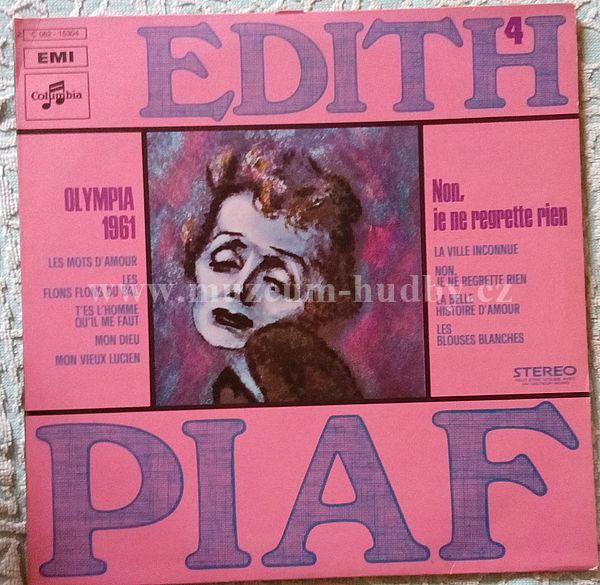 2 C 062 - 15304
EMI
Columbia
EDITH
4
OLYMPIA
1961
LES MOTS D'AMOUR
LES
FLONS FLONS DU BAL
T'ES L'HOMME
QU'IL ME FAUT
MON DIEU
MON VIEUX LUCIEN
Non,
je ne regrette rien
LA VILLE INCONNUE
NON,
JE NE REGRETTE RIEN
LA BELLE
HISTOIRE D'AMOUR
LES
BLOUSES BLANCHES
www.muzeum-hudby.cz
STEREO
PIAF